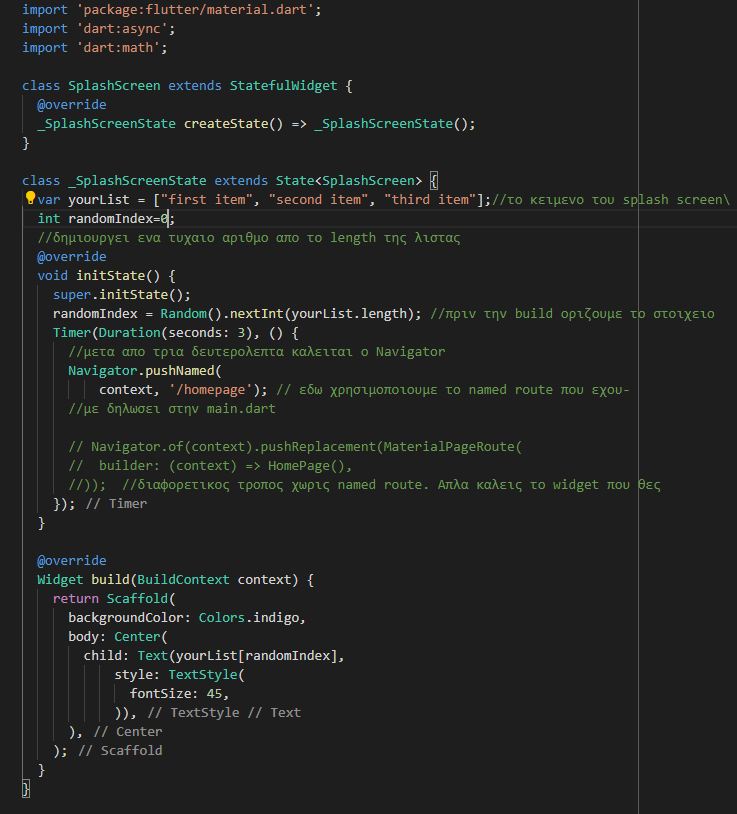 import 'package:flutter/material.dart';
import 'dart:async';
import 'dart:math';
class SplashScreen extends StatefulWidget {
@override
_SplashScreenState createState() => _SplashScreenState();
}
class _SplashScreenState extends State<SplashScreen> {
var yourList = ["first item", "second item", "third item"];//το κειμενο του splash screen\
int randomIndex=0;
//δημιουργει ενα τυχαιο αριθμο απο το length της λιστας
@override
void initState() {
super.initState();
randomIndex = Random().nextInt(yourList.length); //πριν την build οριζουμε το στοιχειο
Timer(Duration(seconds: 3), () {
//μετα απο τρια δευτερολεπτα καλειται ο Navigator
Navigator.pushNamed(
context, '/homepage'); // εδω χρησιμοποιουμε το named route που εχου-
//με δηλωσει στην main.dart
// Navigator.of(context).pushReplacement(MaterialPageRoute(
//  builder: (context) => HomePage(),
//));  //διαφορετικος τροπος χωρις named route. Απλα καλεις το widget που θες
}); // Timer
}
@override
Widget build(BuildContext context) {
return Scaffold(
backgroundColor: Colors.indigo,
body: Center(
child: Text(yourList[randomIndex],
style: TextStyle(
fontSize: 45,
)), // TextStyle // Text
), // Center
); // Scaffold
}
}